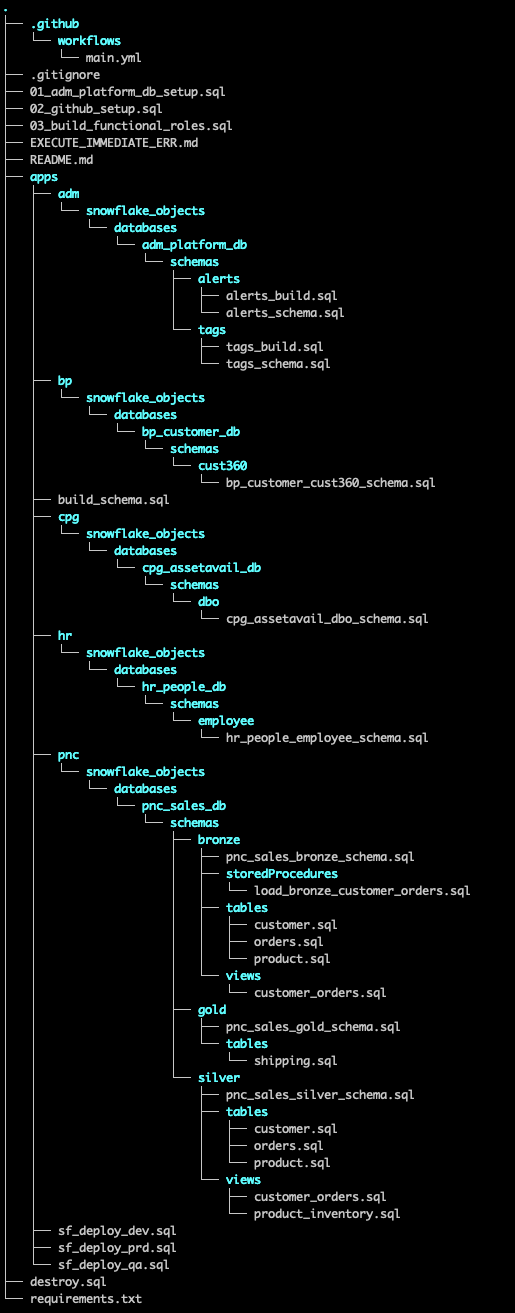 .
├── .github
│   └── workflows
│       └── main.yml
├── .gitignore
├── 01_adm_platform_db_setup.sql
├── 02_github_setup.sql
├── 03_build_functional_roles.sql
├── EXECUTE_IMMEDIATE_ERR.md
├── README.md
├── apps
│   ├── adm
│   │   └── snowflake_objects
│   │       └── databases
│   │           └── adm_platform_db
│   │               └── schemas
│   │                   ├── alerts
│   │                   │   ├── alerts_build.sql
│   │                   │   └── alerts_schema.sql
│   │                   └── tags
│   │                       ├── tags_build.sql
│   │                       └── tags_schema.sql
│   ├── bp
│   │   └── snowflake_objects
│   │       └── databases
│   │           └── bp_customer_db
│   │               └── schemas
│   │                   └── cust360
│   │                       └── bp_customer_cust360_schema.sql
│   ├── build_schema.sql
│   ├── cpg
│   │   └── snowflake_objects
│   │       └── databases
│   │           └── cpg_assetavail_db
│   │               └── schemas
│   │                   └── dbo
│   │                       └── cpg_assetavail_dbo_schema.sql
│   ├── hr
│   │   └── snowflake_objects
│   │       └── databases
│   │           └── hr_people_db
│   │               └── schemas
│   │                   └── employee
│   │                       └── hr_people_employee_schema.sql
│   ├── pnc
│   │   └── snowflake_objects
│   │       └── databases
│   │           └── pnc_sales_db
│   │               └── schemas
│   │                   ├── bronze
│   │                   │   ├── pnc_sales_bronze_schema.sql
│   │                   │   ├── storedProcedures
│   │                   │   │   └── load_bronze_customer_orders.sql
│   │                   │   ├── tables
│   │                   │   │   ├── customer.sql
│   │                   │   │   ├── orders.sql
│   │                   │   │   └── product.sql
│   │                   │   └── views
│   │                   │       └── customer_orders.sql
│   │                   ├── gold
│   │                   │   ├── pnc_sales_gold_schema.sql
│   │                   │   └── tables
│   │                   │       └── shipping.sql
│   │                   └── silver
│   │                       ├── pnc_sales_silver_schema.sql
│   │                       ├── tables
│   │                       │   ├── customer.sql
│   │                       │   ├── orders.sql
│   │                       │   └── product.sql
│   │                       └── views
│   │                           ├── customer_orders.sql
│   │                           └── product_inventory.sql
│   ├── sf_deploy_dev.sql
│   ├── sf_deploy_prd.sql
│   └── sf_deploy_qa.sql
├── destroy.sql
└── requirements.txt